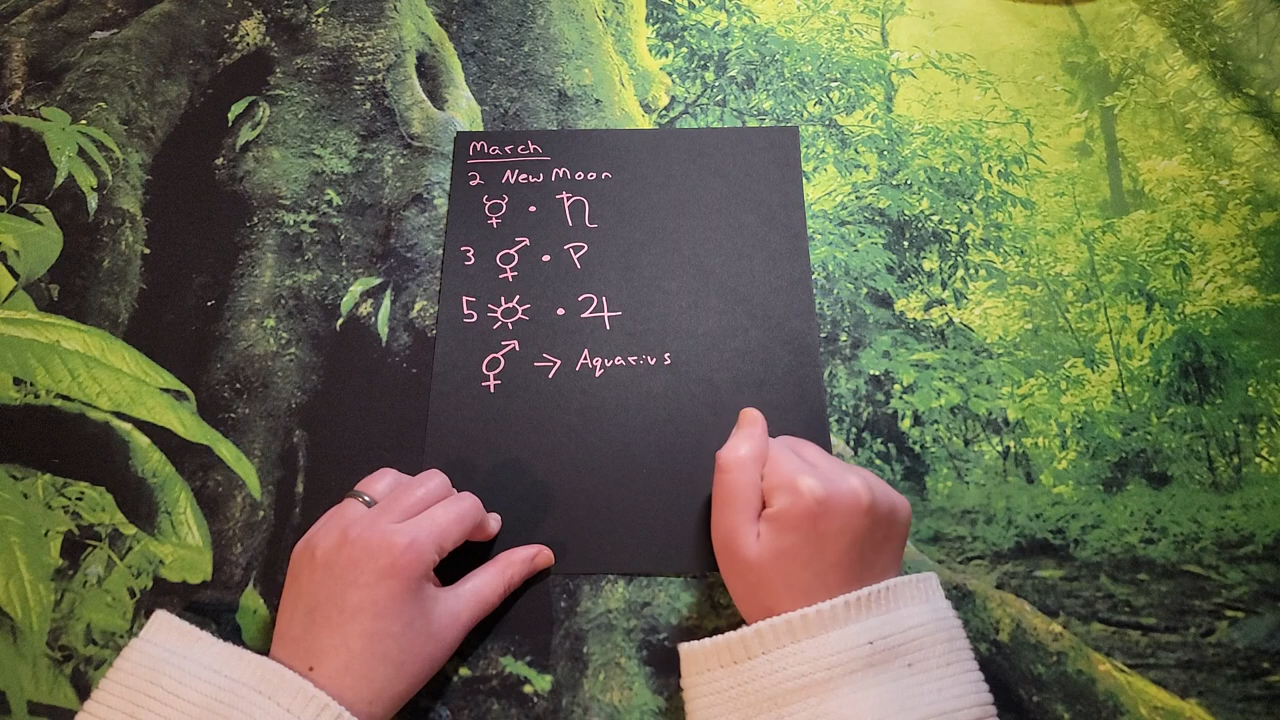 March
2 New Moon
☿ • ♄
3 ⚥ • P
5 ☼ • ♃
⚥ → Aquarius